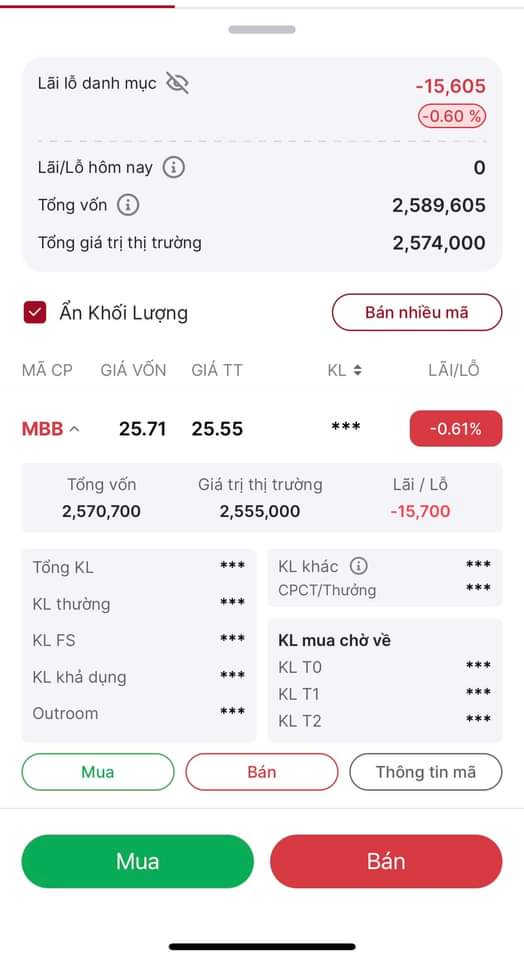 Lãi lỗ danh mục
-15,605
-0.60 %
Lãi/Lỗ hôm nay 0
Tổng vốn 2,589,605
Tổng giá trị thị trường 2,574,000
Ẩn Khối Lượng
Bán nhiều mã
MÃ CP GIÁ VỐN GIÁ TT KL LÃI/LỖ
MBB 25.71 25.55 *** -0.61%
Tổng vốn Giá trị thị trường Lãi / Lỗ
2,570,700 2,555,000 -15,700
Tổng KL ***
KL thường ***
KL FS ***
KL khả dụng ***
Outroom ***
KL khác ***
CPCT/Thưởng ***
KL mua chờ về
KL T0 ***
KL T1 ***
KL T2 ***
Mua Bán Thông tin mã
Mua Bán